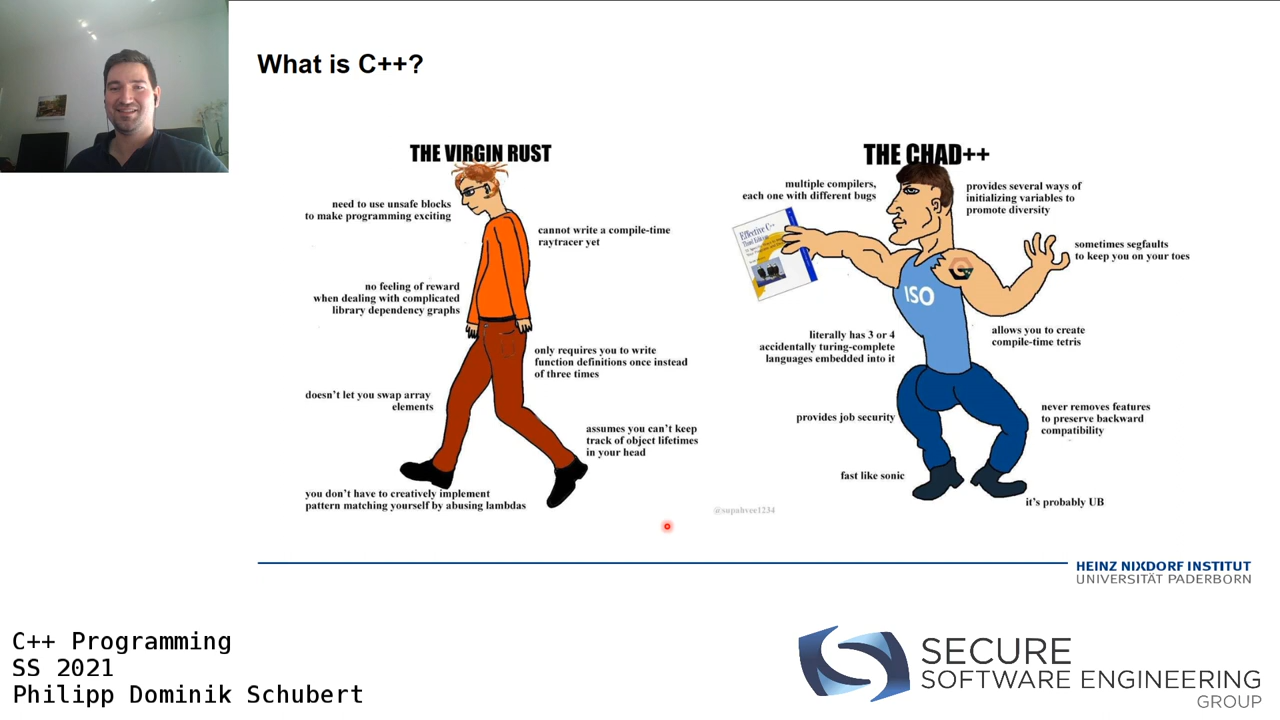 What is C++?
THE VIRGIN RUST
need to use unsafe blocks
to make programming exciting
cannot write a compile-time
raytracer yet
no feeling of reward
when dealing with complicated
library dependency graphs
only requires you to write
function definitions once instead
of three times
doesn't let you swap array
elements
assumes you can't keep
track of object lifetimes
in your head
you don't have to creatively implement
pattern matching yourself by abusing lambdas
THE CHAD++
multiple compilers,
each one with different bugs
provides several ways of
initializing variables to
promote diversity
Effective C++
Third Edition
sometimes segfaults
to keep you on your toes
ISO
literally has 3 or 4
accidentally turing-complete
languages embedded into it
allows you to create
compile-time tetris
provides job security
never removes features
to preserve backward
compatibility
fast like sonic
it's probably UB
@supahvee1234
HEINZ NIXDORF INSTITUT
UNIVERSITÄT PADERBORN
C++ Programming
SS 2021
Philipp Dominik Schubert
SECURE
SOFTWARE ENGINEERING
GROUP